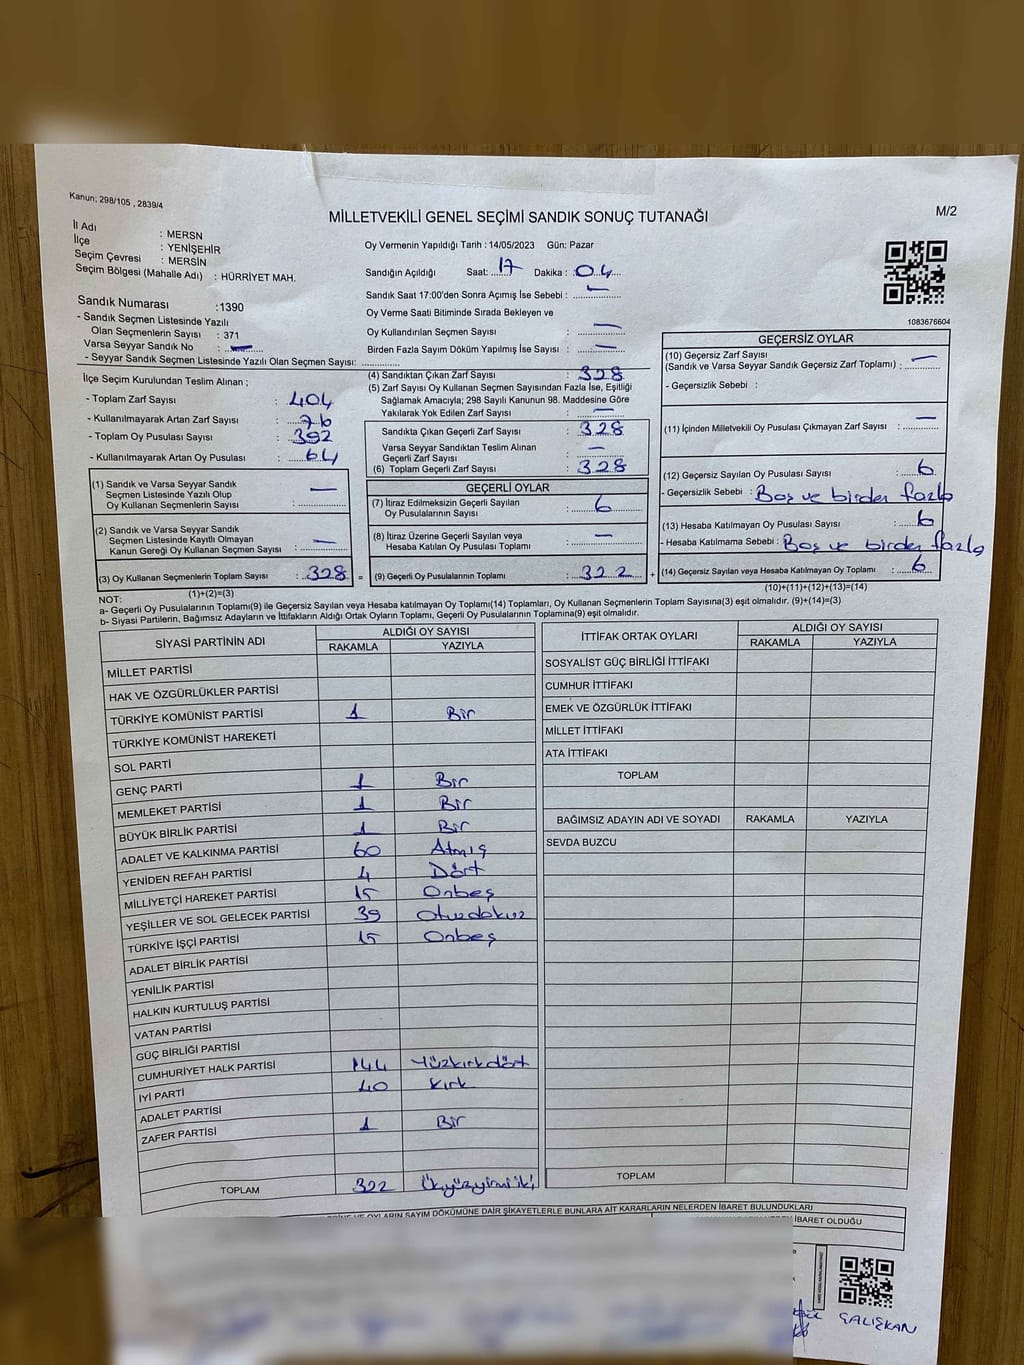 Kanun; 298/105 , 2839/4
MİLLETVEKİLİ GENEL SEÇİMİ SANDIK SONUÇ TUTANAĞI
M/2
İl Adı : MERSN
İlçe : YENİŞEHİR
Seçim Çevresi : MERSİN
Seçim Bölgesi (Mahalle Adı) : HÜRRİYET MAH.
Oy Vermenin Yapıldığı Tarih : 14/05/2023 Gün: Pazar
Sandığın Açıldığı Saat: 17 Dakika : 04
Sandık Saat 17:00'den Sonra Açımış İse Sebebi : —
Oy Verme Saati Bitiminde Sırada Bekleyen ve
Oy Kullandırılan Seçmen Sayısı : —
Birden Fazla Sayım Döküm Yapılmış İse Sayısı : —
Sandık Numarası :1390
- Sandık Seçmen Listesinde Yazılı
Olan Seçmenlerin Sayısı : 371
Varsa Seyyar Sandık No : —
- Seyyar Sandık Seçmen Listesinde Yazılı Olan Seçmen Sayısı:
1083676604
İlçe Seçim Kurulundan Teslim Alınan ;
- Toplam Zarf Sayısı : 404
- Kullanılmayarak Artan Zarf Sayısı : 76
- Toplam Oy Pusulası Sayısı : 392
- Kullanılmayarak Artan Oy Pusulası : 64
(4) Sandıktan Çıkan Zarf Sayısı : 328
(5) Zarf Sayısı Oy Kullanan Seçmen Sayısından Fazla İse, Eşitliği
Sağlamak Amacıyla; 298 Sayılı Kanunun 98. Maddesine Göre
Yakılarak Yok Edilen Zarf Sayısı : —
Sandıkta Çıkan Geçerli Zarf Sayısı : 328
Varsa Seyyar Sandıktan Teslim Alınan
Geçerli Zarf Sayısı : —
(6) Toplam Geçerli Zarf Sayısı : 328
GEÇERSİZ OYLAR
(10) Geçersiz Zarf Sayısı
(Sandık ve Varsa Seyyar Sandık Geçersiz Zarf Toplamı) : —
- Geçersizlik Sebebi :
(11) İçinden Milletvekili Oy Pusulası Çıkmayan Zarf Sayısı : —
(12) Geçersiz Sayılan Oy Pusulası Sayısı : 6
- Geçersizlik Sebebi : Boş ve birden fazla
(13) Hesaba Katılmayan Oy Pusulası Sayısı : 6
- Hesaba Katılmama Sebebi : Boş ve birden fazla
(14) Geçersiz Sayılan veya Hesaba Katılmayan Oy Toplamı : 6
(10)+(11)+(12)+(13)=(14)
(1) Sandık ve Varsa Seyyar Sandık
Seçmen Listesinde Yazılı Olup
Oy Kullanan Seçmenlerin Sayısı : —
(2) Sandık ve Varsa Seyyar Sandık
Seçmen Listesinde Kayıtlı Olmayan
Kanun Gereği Oy Kullanan Seçmen Sayısı : —
(3) Oy Kullanan Seçmenlerin Toplam Sayısı : 328 =
(1)+(2)=(3)
GEÇERLİ OYLAR
(7) İtiraz Edilmeksizin Geçerli Sayılan
Oy Pusulalarının Sayısı : 6
(8) İtiraz Üzerine Geçerli Sayılan veya
Hesaba Katılan Oy Pusulası Toplamı : —
(9) Geçerli Oy Pusulalarının Toplamı : 322 +
NOT:
a- Geçerli Oy Pusulalarının Toplamı(9) ile Geçersiz Sayılan veya Hesaba katılmayan Oy Toplamı(14) Toplamları, Oy Kullanan Seçmenlerin Toplam Sayısına(3) eşit olmalıdır. (9)+(14)=(3)
b- Siyasi Partilerin, Bağımsız Adayların ve İttifakların Aldığı Ortak Oyların Toplamı, Geçerli Oy Pusulalarının Toplamına(9) eşit olmalıdır.
SİYASİ PARTİNİN ADI ALDIĞI OY SAYISI
RAKAMLA YAZIYLA
MİLLET PARTİSİ
HAK VE ÖZGÜRLÜKLER PARTİSİ
TÜRKİYE KOMÜNİST PARTİSİ 1 Bir
TÜRKİYE KOMÜNİST HAREKETİ
SOL PARTİ
GENÇ PARTİ 1 Bir
MEMLEKET PARTİSİ 1 Bir
BÜYÜK BİRLİK PARTİSİ 1 Bir
ADALET VE KALKINMA PARTİSİ 60 Atmış
YENİDEN REFAH PARTİSİ 4 Dört
MİLLİYETÇİ HAREKET PARTİSİ 15 Onbeş
YEŞİLLER VE SOL GELECEK PARTİSİ 39 Otuzdokuz
TÜRKİYE İŞÇİ PARTİSİ 15 Onbeş
ADALET BİRLİK PARTİSİ
YENİLİK PARTİSİ
HALKIN KURTULUŞ PARTİSİ
VATAN PARTİSİ
GÜÇ BİRLİĞİ PARTİSİ
CUMHURİYET HALK PARTİSİ 144 Yüzkırkdört
İYİ PARTİ 40 Kırk
ADALET PARTİSİ
ZAFER PARTİSİ 1 Bir
TOPLAM 322 Üçyüzyirmiiki
İTTİFAK ORTAK OYLARI ALDIĞI OY SAYISI
RAKAMLA YAZIYLA
SOSYALİST GÜÇ BİRLİĞİ İTTİFAKI
CUMHUR İTTİFAKI
EMEK VE ÖZGÜRLÜK İTTİFAKI
MİLLET İTTİFAKI
ATA İTTİFAKI
TOPLAM
BAĞIMSIZ ADAYIN ADI VE SOYADI RAKAMLA YAZIYLA
SEVDA BUZCU
TOPLAM
OYLARIN SAYIM DÖKÜMÜNE DAİR ŞİKAYETLERLE BUNLARA AİT KARARLARIN NELERDEN İBARET BULUNDUKLARI
İBARET OLDUĞU
ÇALIŞKAN